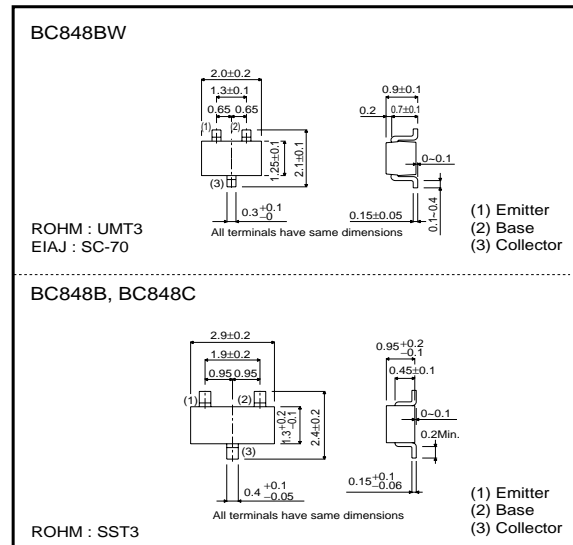 BC848BW
2.0±0.2
1.3±0.1
0.65 0.65
(1) (2)
(3)
1.25±0.1
2.1±0.1
0.3 +0.1 −0
All terminals have same dimensions
0.9±0.1
0.2 0.7±0.1
0~0.1
0.15±0.05
0.1~0.4
ROHM : UMT3
EIAJ : SC-70
(1) Emitter
(2) Base
(3) Collector
BC848B, BC848C
2.9±0.2
1.9±0.2
0.95 0.95
(1) (2)
(3)
1.3 +0.2 −0.1
2.4±0.2
0.4 +0.1 −0.05
All terminals have same dimensions
0.95 +0.2 −0.1
0.45±0.1
0~0.1
0.2Min.
0.15 +0.1 −0.06
ROHM : SST3
(1) Emitter
(2) Base
(3) Collector